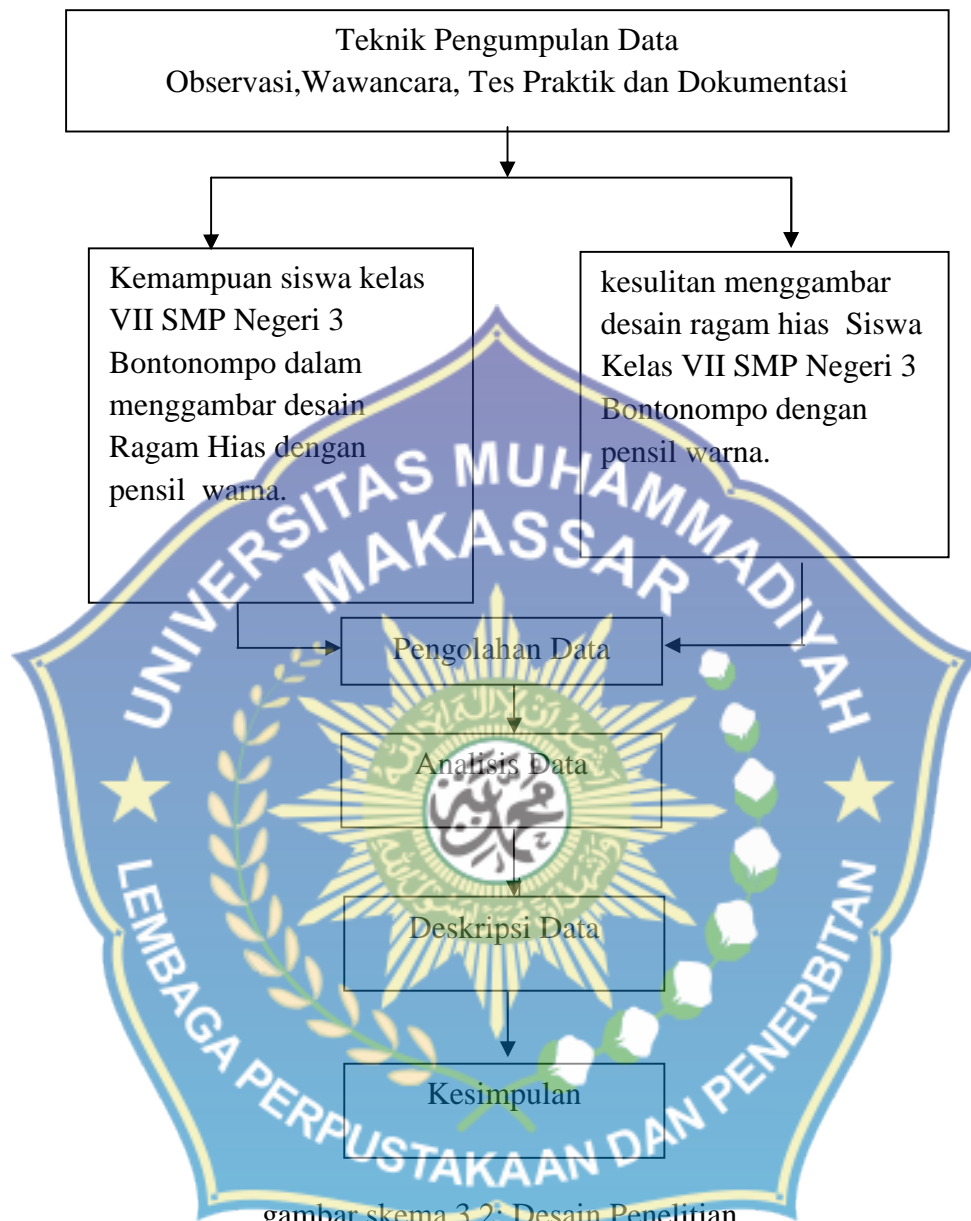 Teknik Pengumpulan Data
Observasi,Wawancara, Tes Praktik dan Dokumentasi
Kemampuan siswa kelas
VII SMP Negeri 3
Bontonompo dalam
menggambar desain
Ragam Hias dengan
pensil warna.
kesulitan menggambar
desain ragam hias Siswa
Kelas VII SMP Negeri 3
Bontonompo dengan
pensil warna.
UNIVERSITAS MUHAMMADIYAH
MAKASSAR
Pengolahan Data
Analisis Data
محمد
Deskripsi Data
Kesimpulan
LEMBAGA PERPUSTAKAAN DAN PENERBITAN
gambar skema 3.2: Desain Penelitian